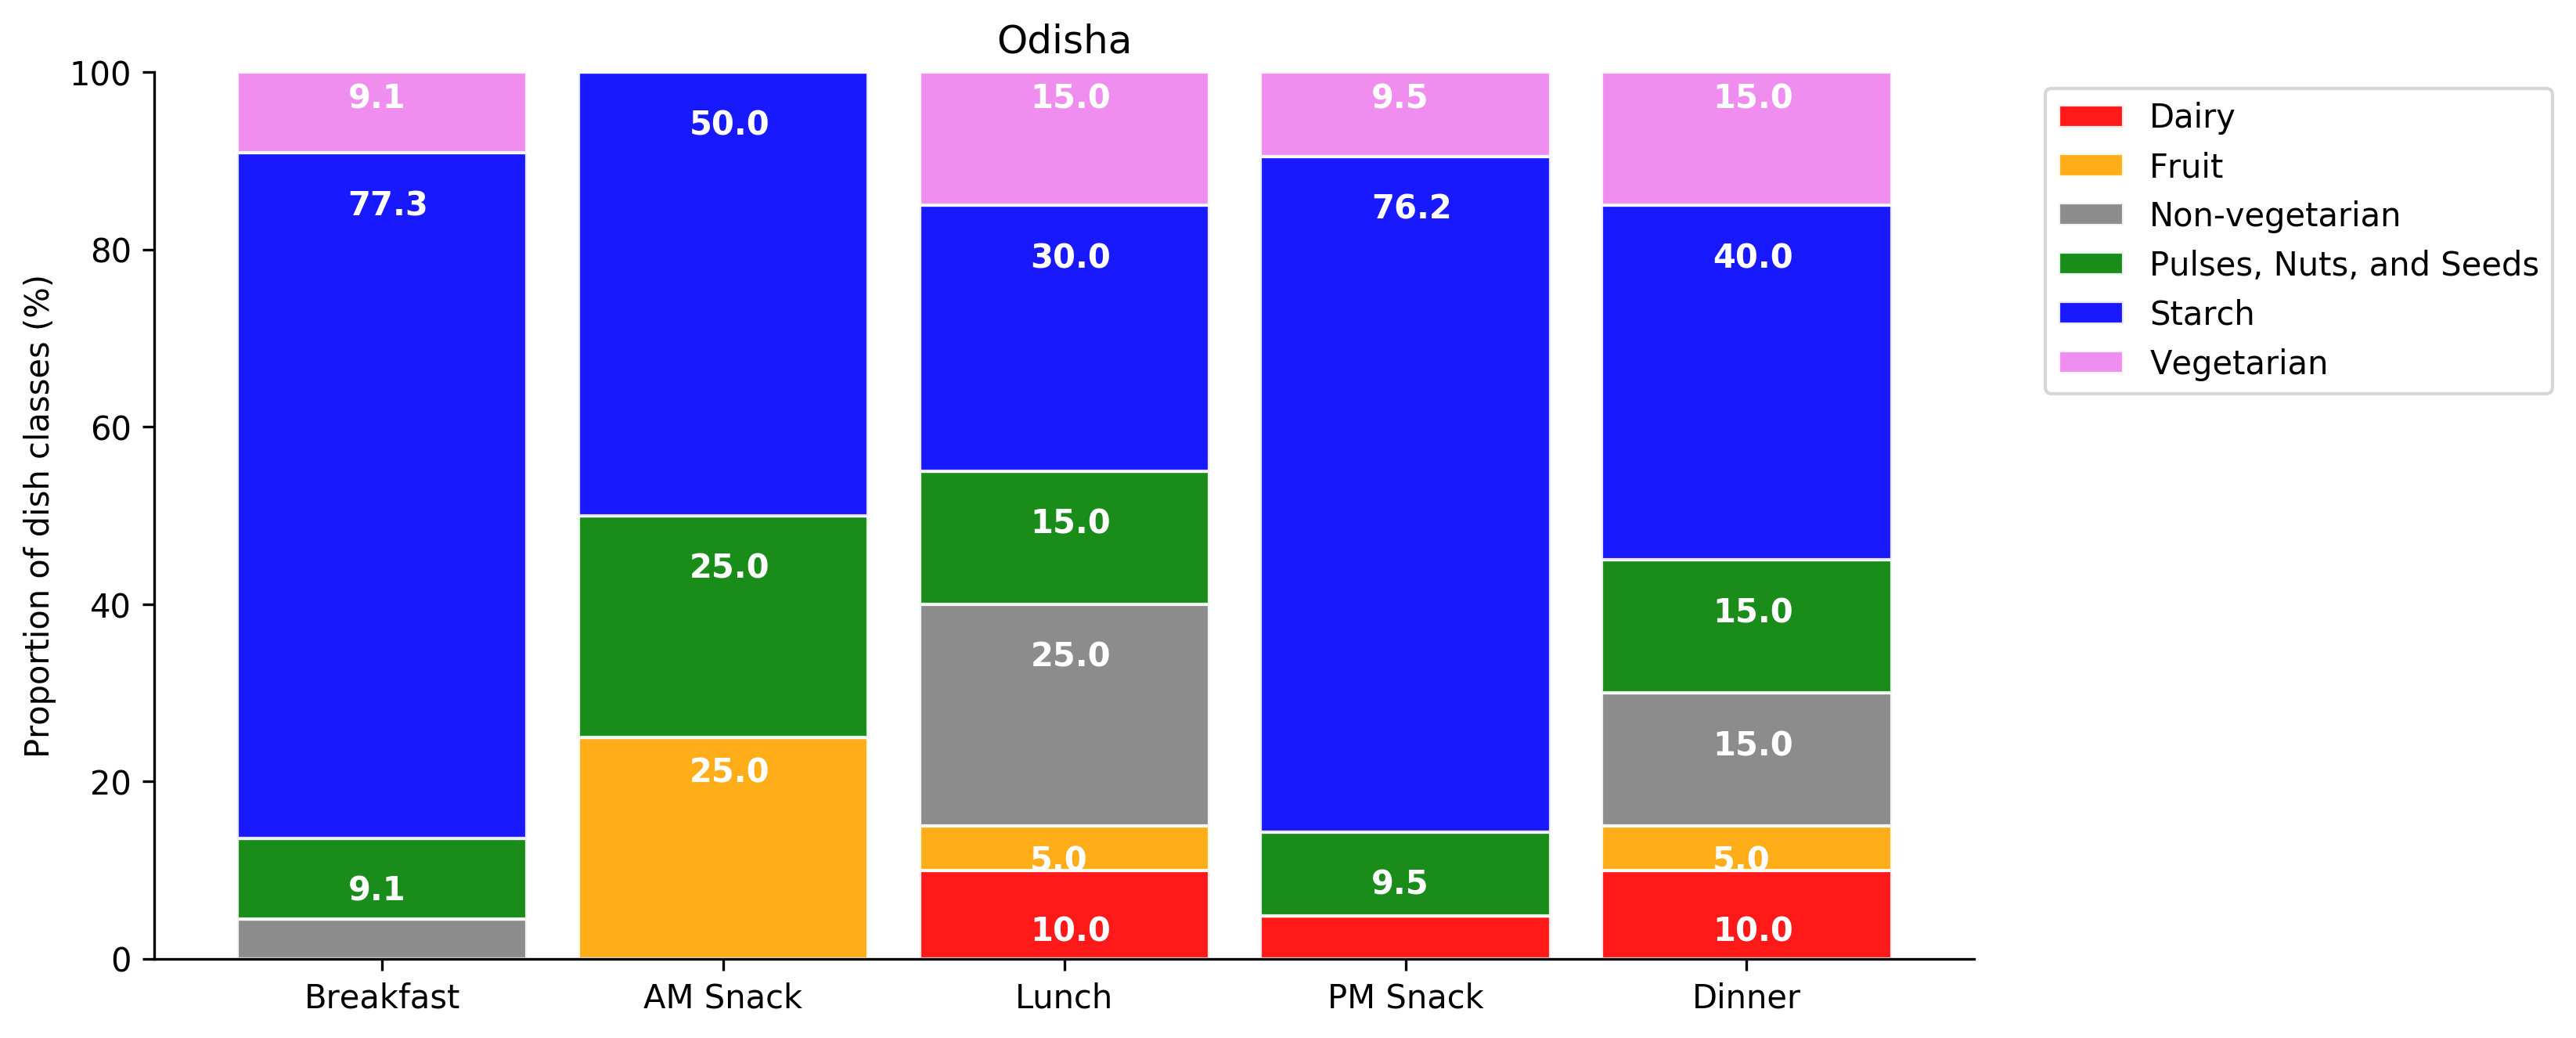 Odisha
Proportion of dish classes (%)
100
80
60
40
20
0
9.1
77.3
9.1
50.0
25.0
25.0
15.0
30.0
15.0
25.0
5.0
10.0
9.5
76.2
9.5
15.0
40.0
15.0
15.0
5.0
10.0
Breakfast
AM Snack
Lunch
PM Snack
Dinner
Dairy
Fruit
Non-vegetarian
Pulses, Nuts, and Seeds
Starch
Vegetarian